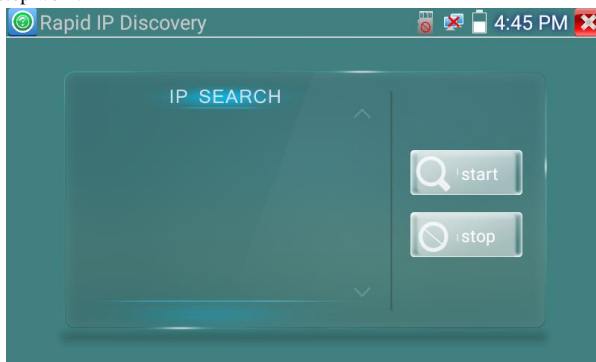 Rapid IP Discovery
4:45 PM
IP SEARCH
start
stop